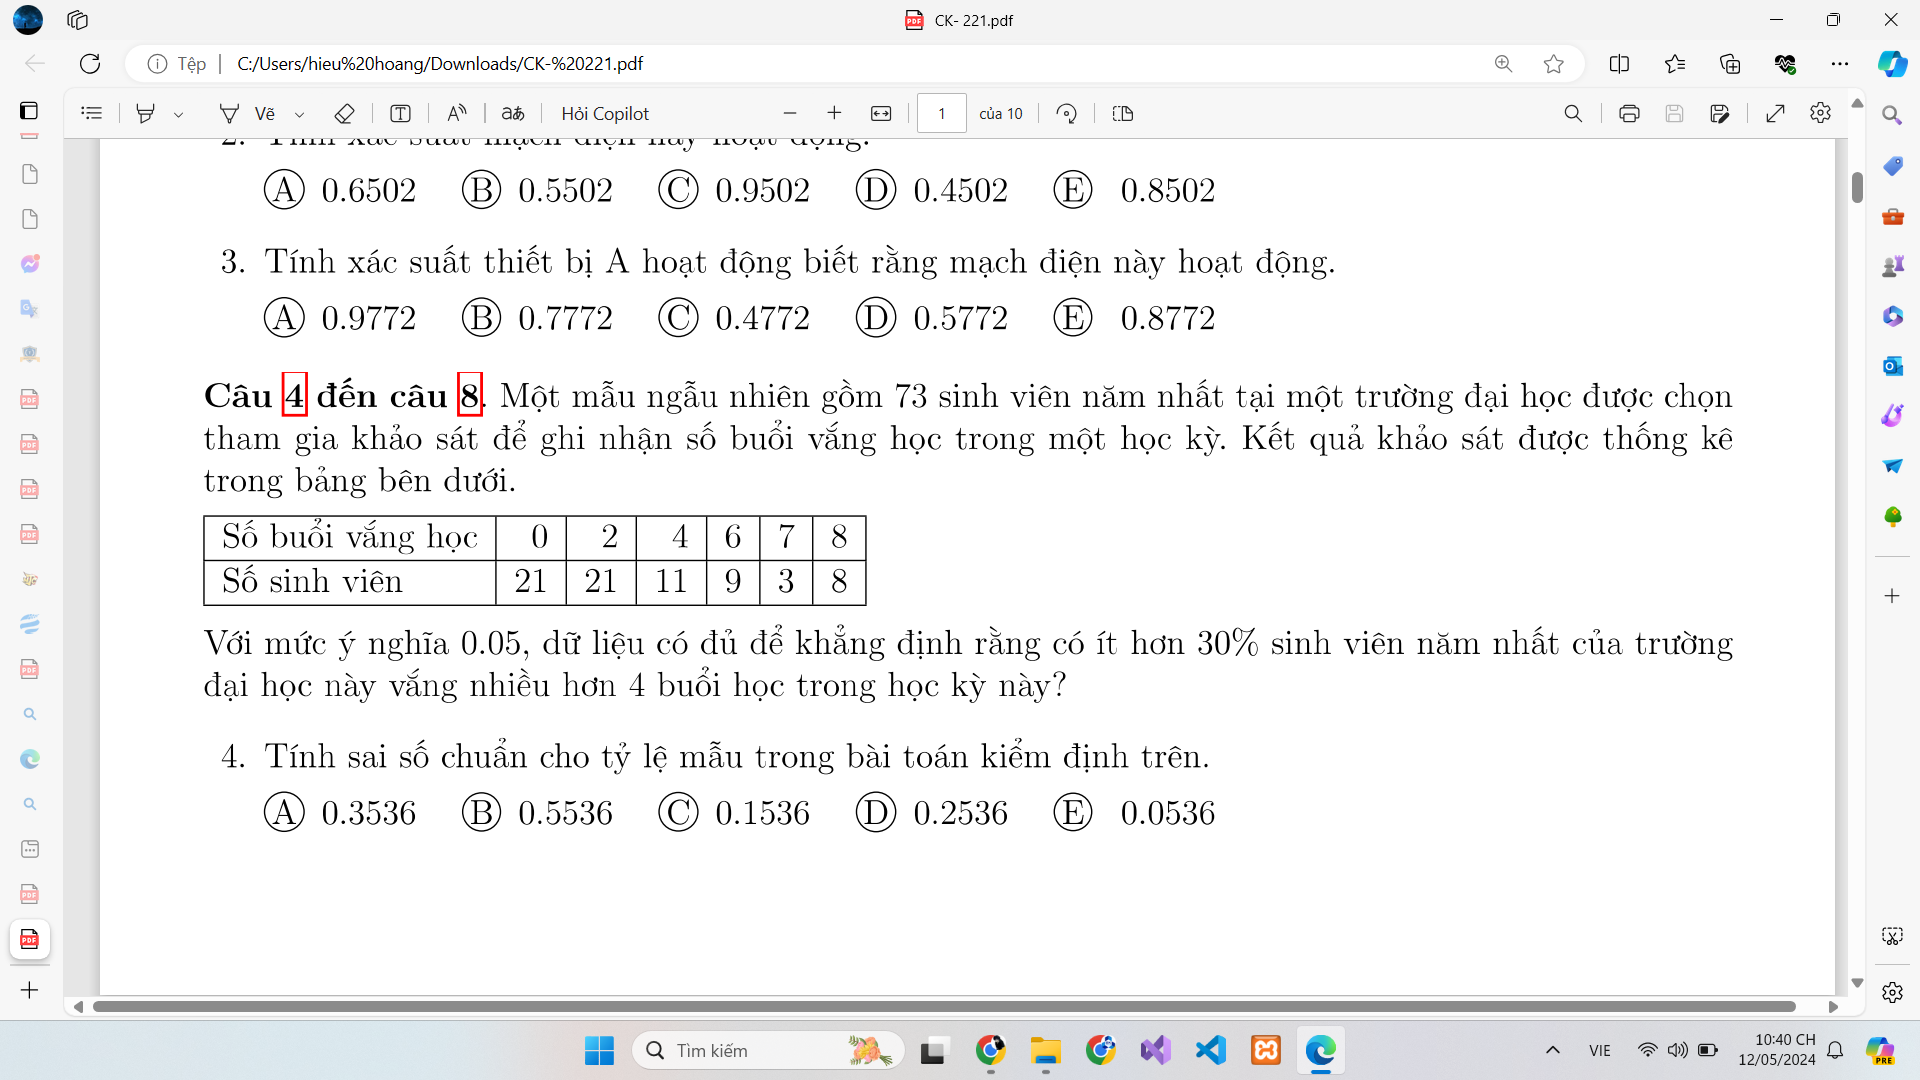 CK- 221.pdf
Tệp C:/Users/hieu%20hoang/Downloads/CK-%20221.pdf
Vẽ Hỏi Copilot 1 của 10
2. Tính xác suất mạch điện này hoạt động.
A 0.6502 B 0.5502 C 0.9502 D 0.4502 E 0.8502
3. Tính xác suất thiết bị A hoạt động biết rằng mạch điện này hoạt động.
A 0.9772 B 0.7772 C 0.4772 D 0.5772 E 0.8772
Câu 4 đến câu 8. Một mẫu ngẫu nhiên gồm 73 sinh viên năm nhất tại một trường đại học được chọn
tham gia khảo sát để ghi nhận số buổi vắng học trong một học kỳ. Kết quả khảo sát được thống kê
trong bảng bên dưới.
Số buổi vắng học 0 2 4 6 7 8
Số sinh viên 21 21 11 9 3 8
Với mức ý nghĩa 0.05, dữ liệu có đủ để khẳng định rằng có ít hơn 30% sinh viên năm nhất của trường
đại học này vắng nhiều hơn 4 buổi học trong học kỳ này?
4. Tính sai số chuẩn cho tỷ lệ mẫu trong bài toán kiểm định trên.
A 0.3536 B 0.5536 C 0.1536 D 0.2536 E 0.0536
Tìm kiếm
VIE
10:40 CH
12/05/2024
PRE